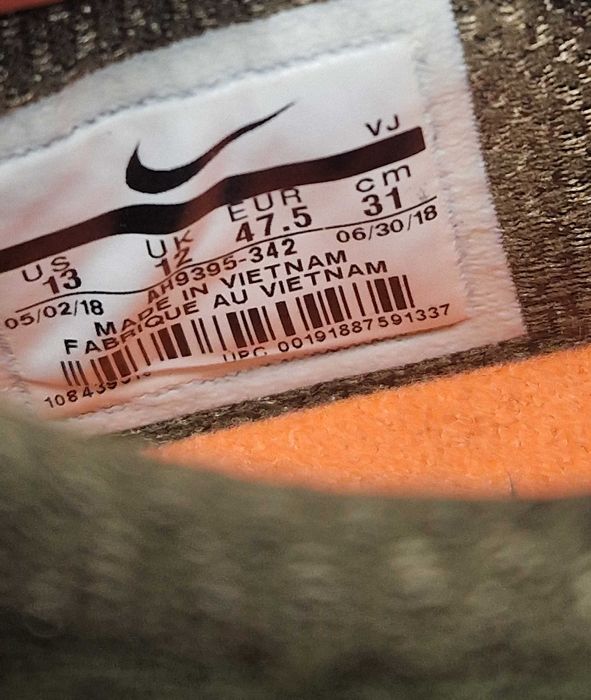 VJ
US UK EUR cm
13 12 47.5 31
05/02/18 AH9395-342 06/30/18
MADE IN VIETNAM
FABRIQUE AU VIETNAM
UPC 00191887591337